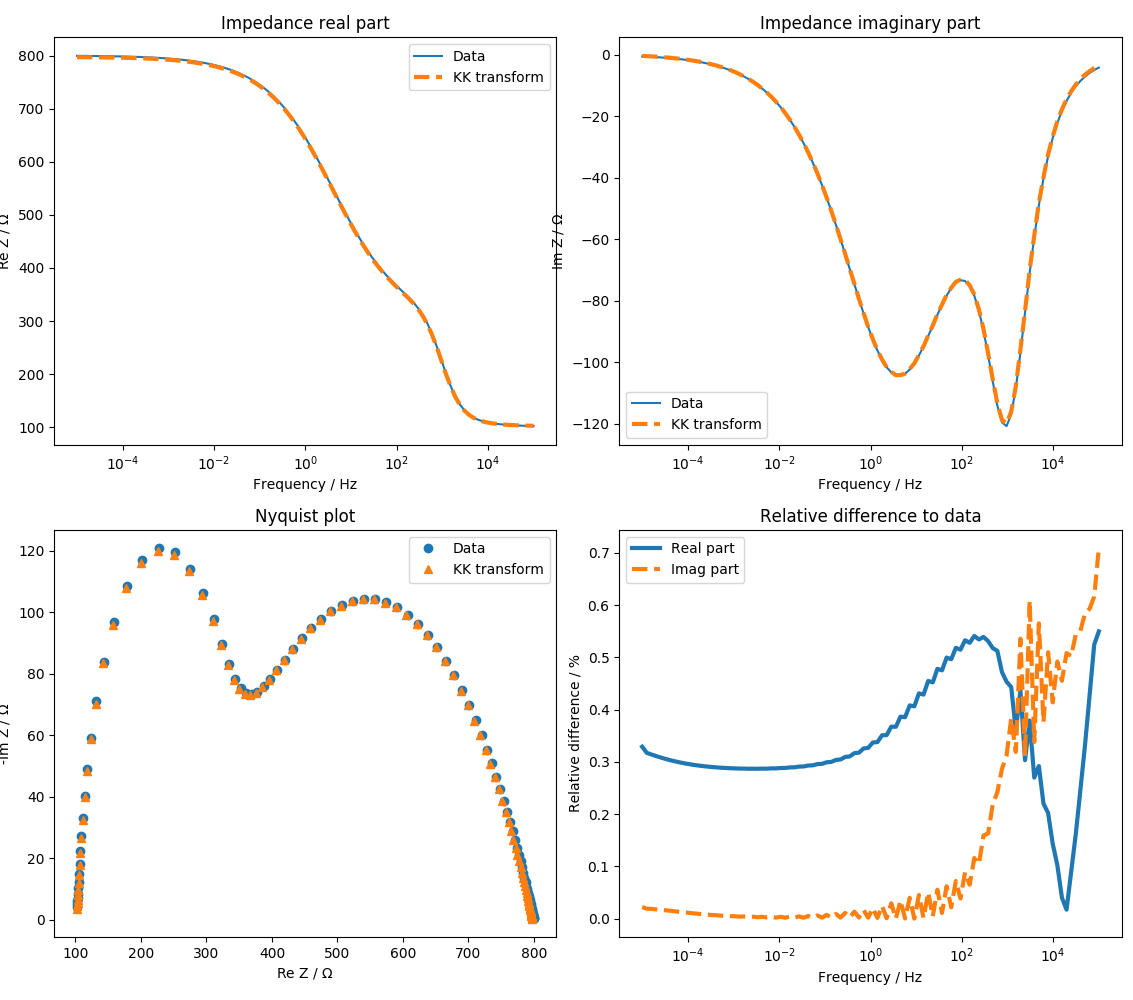 Impedance real part
800
700
600
500
400
300
200
100
Re Z / Ω
Data
KK transform
10⁻⁴
10⁻²
10⁰
10²
10⁴
Frequency / Hz
Impedance imaginary part
0
−20
−40
−60
−80
−100
−120
Im Z / Ω
Data
KK transform
10⁻⁴
10⁻²
10⁰
10²
10⁴
Frequency / Hz
Nyquist plot
120
100
80
60
40
20
0
-Im Z / Ω
Data
KK transform
100
200
300
400
500
600
700
800
Re Z / Ω
Relative difference to data
0.7
0.6
0.5
0.4
0.3
0.2
0.1
0.0
Relative difference / %
Real part
Imag part
10⁻⁴
10⁻²
10⁰
10²
10⁴
Frequency / Hz